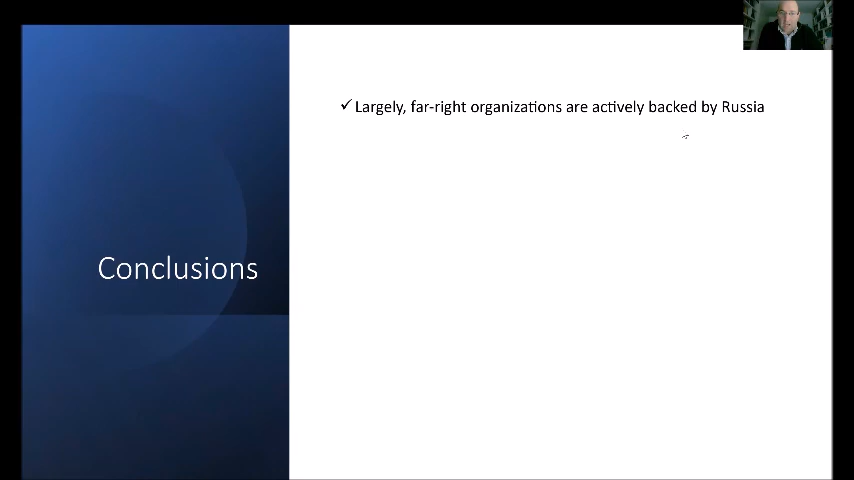 ✓ Largely, far-right organizations are actively backed by Russia
Conclusions